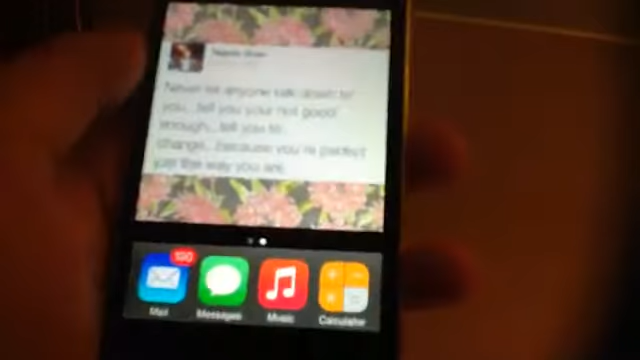 Never let anyone talk down to
you...tell you your not good
enough...tell you to
change...because you're perfect
just the way you are.
Mail
Messages
Music
Calculator